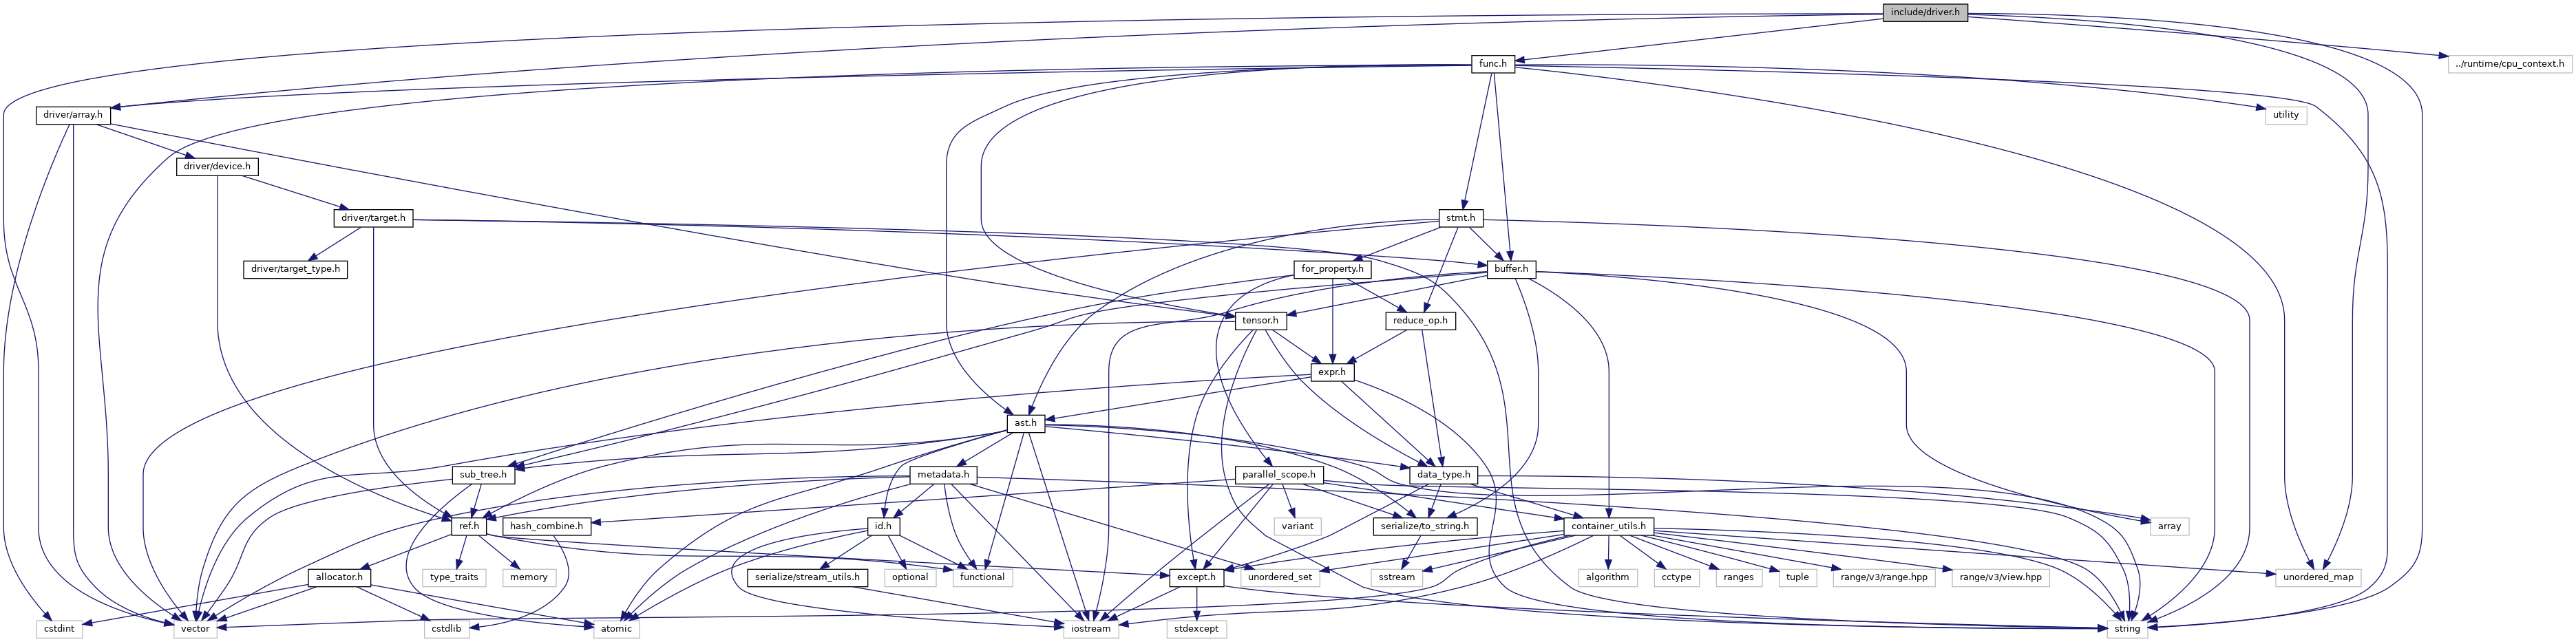 include/driver.h
func.h
../runtime/cpu_context.h
driver/array.h
utility
driver/device.h
driver/target.h
stmt.h
driver/target_type.h
for_property.h
buffer.h
tensor.h
reduce_op.h
expr.h
ast.h
sub_tree.h
metadata.h
parallel_scope.h
data_type.h
ref.h
hash_combine.h
id.h
variant
serialize/to_string.h
container_utils.h
array
allocator.h
type_traits
memory
serialize/stream_utils.h
optional
functional
except.h
unordered_set
sstream
algorithm
cctype
ranges
tuple
range/v3/range.hpp
range/v3/view.hpp
unordered_map
cstdint
vector
cstdlib
atomic
iostream
stdexcept
string